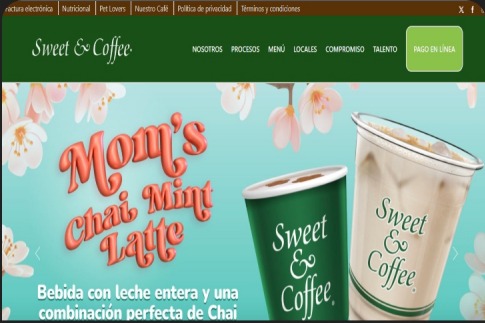 Factura electrónica | Nutricional | Pet Lovers | Nuestro Café | Política de privacidad | Términos y condiciones
Sweet & Coffee
NOSOTROS PROCESOS MENÚ LOCALES COMPROMISO TALENTO PAGO EN LÍNEA
Mom's
Chai Mint
Latte
Bebida con leche entera y una
combinación perfecta de Chai
Sweet
&
Coffee
Sweet
&
Coffee